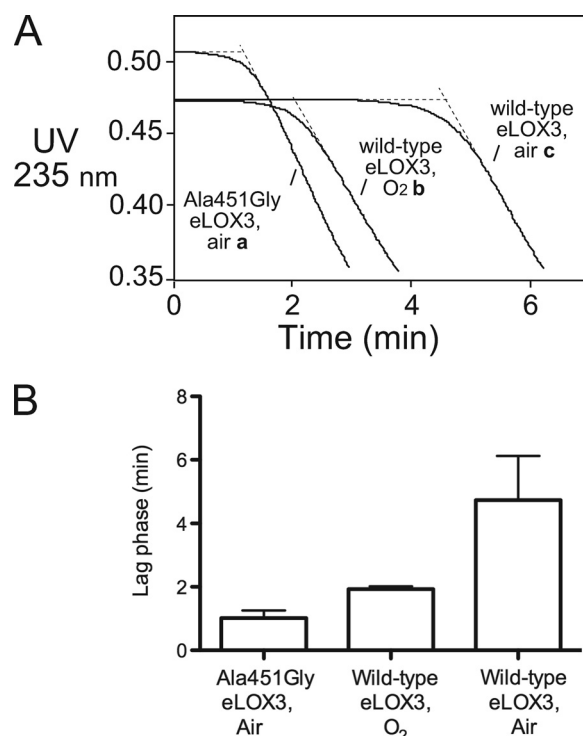 A
UV
235 nm
0.50
0.45
0.40
0.35
Ala451Gly
eLOX3,
air a
wild-type
eLOX3,
O2 b
wild-type
eLOX3,
air c
0
2
4
6
Time (min)
B
Lag phase (min)
8
6
4
2
0
Ala451Gly
eLOX3,
Air
Wild-type
eLOX3,
O2
Wild-type
eLOX3,
Air